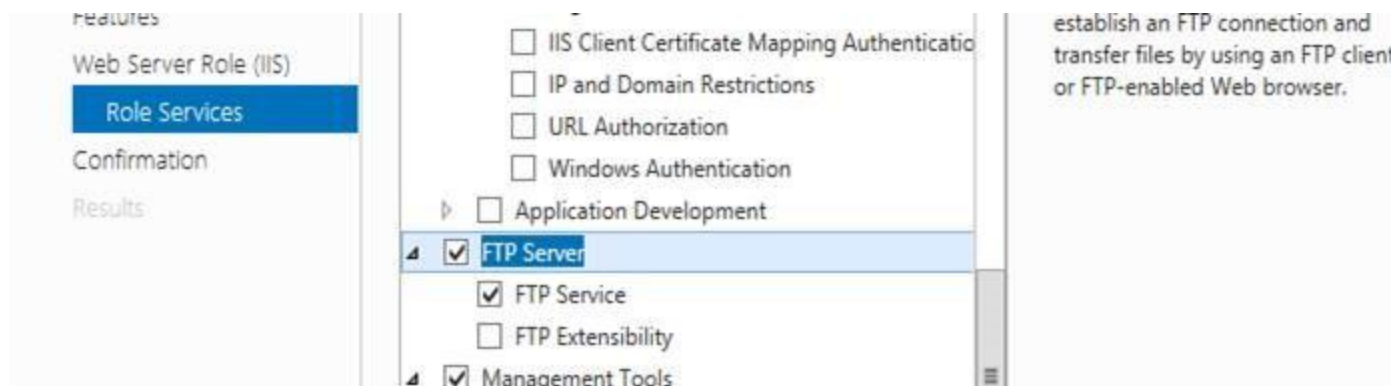 Features
Web Server Role (IIS)
Role Services
Confirmation
Results
IIS Client Certificate Mapping Authenticatio
IP and Domain Restrictions
URL Authorization
Windows Authentication
Application Development
FTP Server
FTP Service
FTP Extensibility
Management Tools
establish an FTP connection and
transfer files by using an FTP client
or FTP-enabled Web browser.